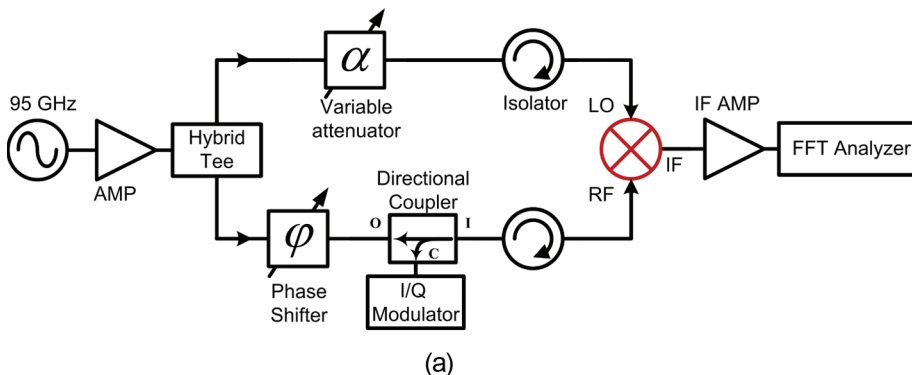 95 GHz
AMP
Hybrid
Tee
α
Variable
attenuator
Isolator
LO
RF
IF
IF AMP
FFT Analyzer
φ
Phase
Shifter
Directional
Coupler
O
I
C
I/Q
Modulator
(a)